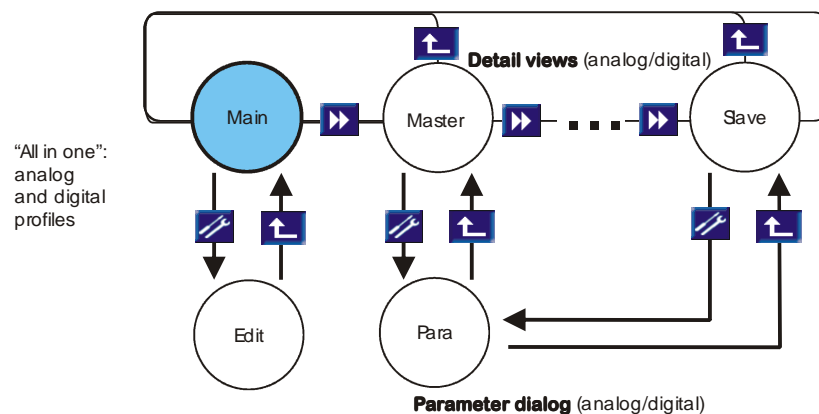 Detail views (analog/digital)
Main
Master
Slave
"All in one":
analog
and digital
profiles
Edit
Para
Parameter dialog (analog/digital)